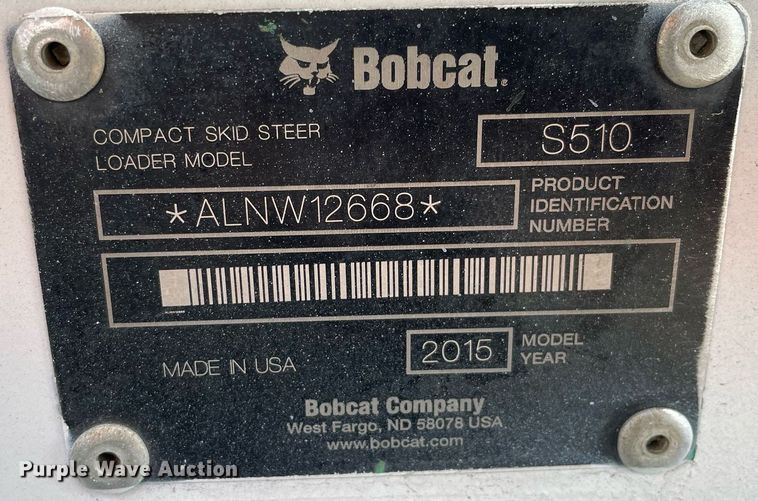 Bobcat®
COMPACT SKID STEER
LOADER MODEL
S510
*ALNW12668*
PRODUCT
IDENTIFICATION
NUMBER
MADE IN USA
2015
MODEL
YEAR
Bobcat Company
West Fargo, ND 58078 USA
www.bobcat.com
Purple Wave Auction